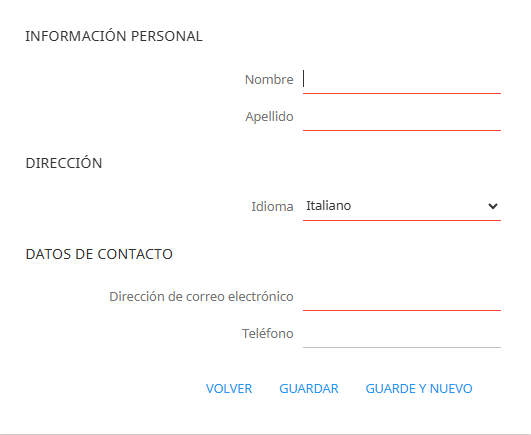 INFORMACIÓN PERSONAL
Nombre
Apellido
DIRECCIÓN
Idioma Italiano
DATOS DE CONTACTO
Dirección de correo electrónico
Teléfono
VOLVER GUARDAR GUARDE Y NUEVO